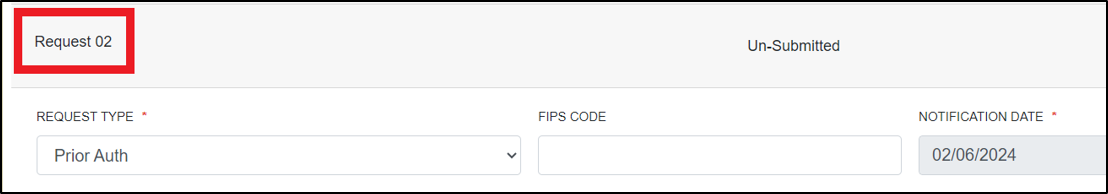 Request 02
Un-Submitted
REQUEST TYPE *
FIPS CODE
NOTIFICATION DATE *
Prior Auth
02/06/2024